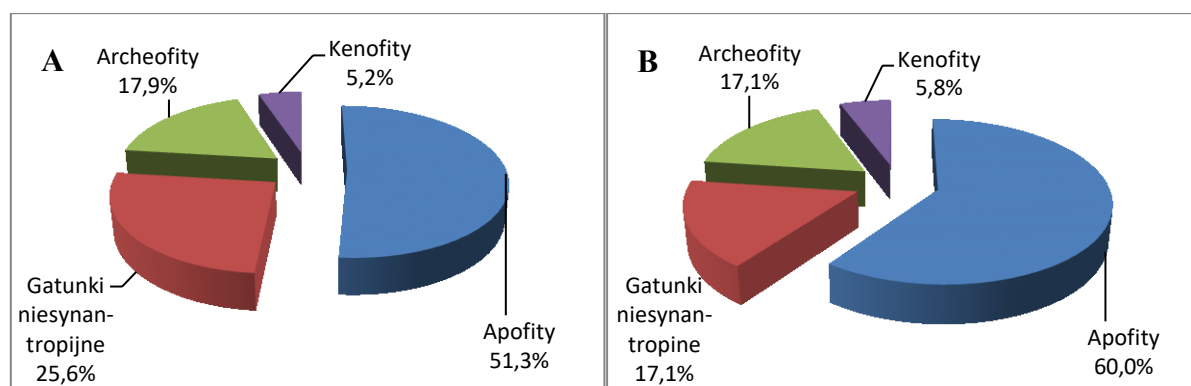 A
Archeofity
17,9%
Kenofity
5,2%
Gatunki
niesynan-
tropijne
25,6%
Apofity
51,3%
B
Archeofity
17,1%
Kenofity
5,8%
Gatunki
niesynan-
tropine
17,1%
Apofity
60,0%